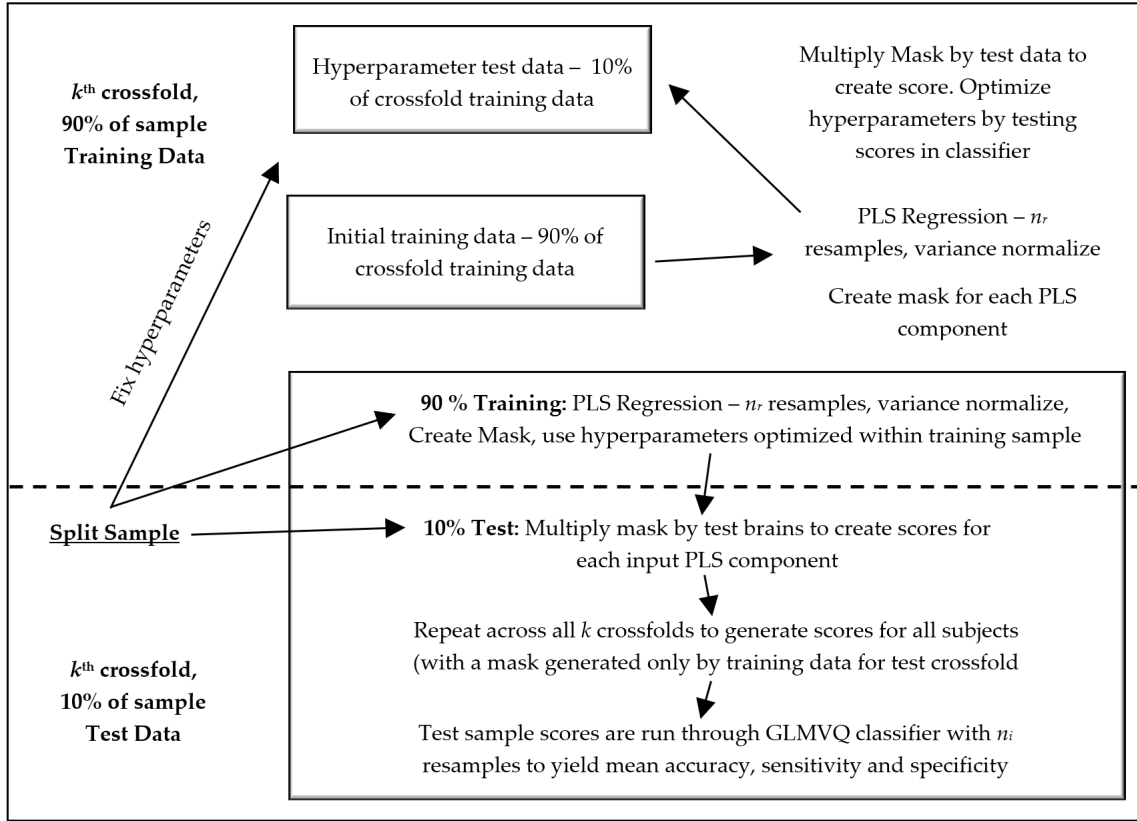 kth crossfold,
90% of sample
Training Data
Hyperparameter test data – 10%
of crossfold training data
Multiply Mask by test data to
create score. Optimize
hyperparameters by testing
scores in classifier
Fix hyperparameters
Initial training data – 90% of
crossfold training data
PLS Regression – nr
resamples, variance normalize
Create mask for each PLS
component
90 % Training: PLS Regression – nr resamples, variance normalize,
Create Mask, use hyperparameters optimized within training sample
Split Sample
10% Test: Multiply mask by test brains to create scores for
each input PLS component
Repeat across all k crossfolds to generate scores for all subjects
(with a mask generated only by training data for test crossfold
kth crossfold,
10% of sample
Test Data
Test sample scores are run through GLMVQ classifier with ni
resamples to yield mean accuracy, sensitivity and specificity